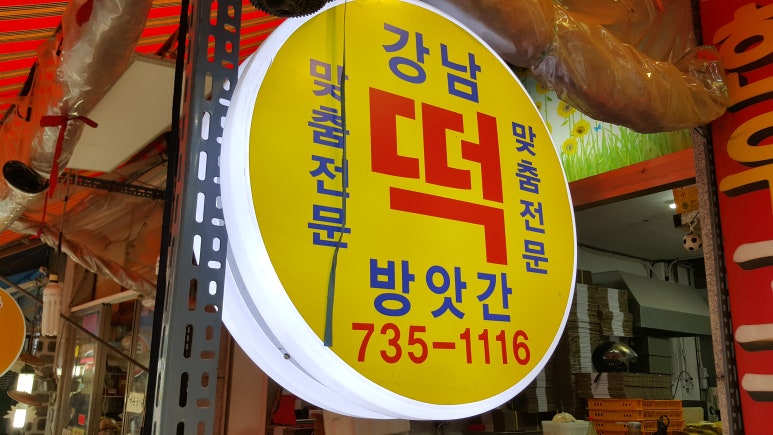 강남
맞춤전문
떡
맞춤전문
방앗간
735-1116